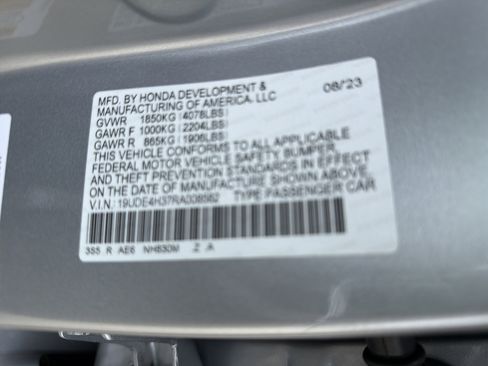 MFD. BY HONDA DEVELOPMENT & 08/23
MANUFACTURING OF AMERICA, LLC
GVWR 1850KG (4078LBS)
GAWR F 1000KG (2204LBS)
GAWR R 865KG (1906LBS)
THIS VEHICLE CONFORMS TO ALL APPLICABLE
FEDERAL MOTOR VEHICLE SAFETY BUMPER,
AND THEFT PREVENTION STANDARDS IN EFFECT
ON THE DATE OF MANUFACTURE SHOWN ABOVE.
V.I.N.: TYPE PASSENGER CAR
3S5 R AE6 NH830M Z A